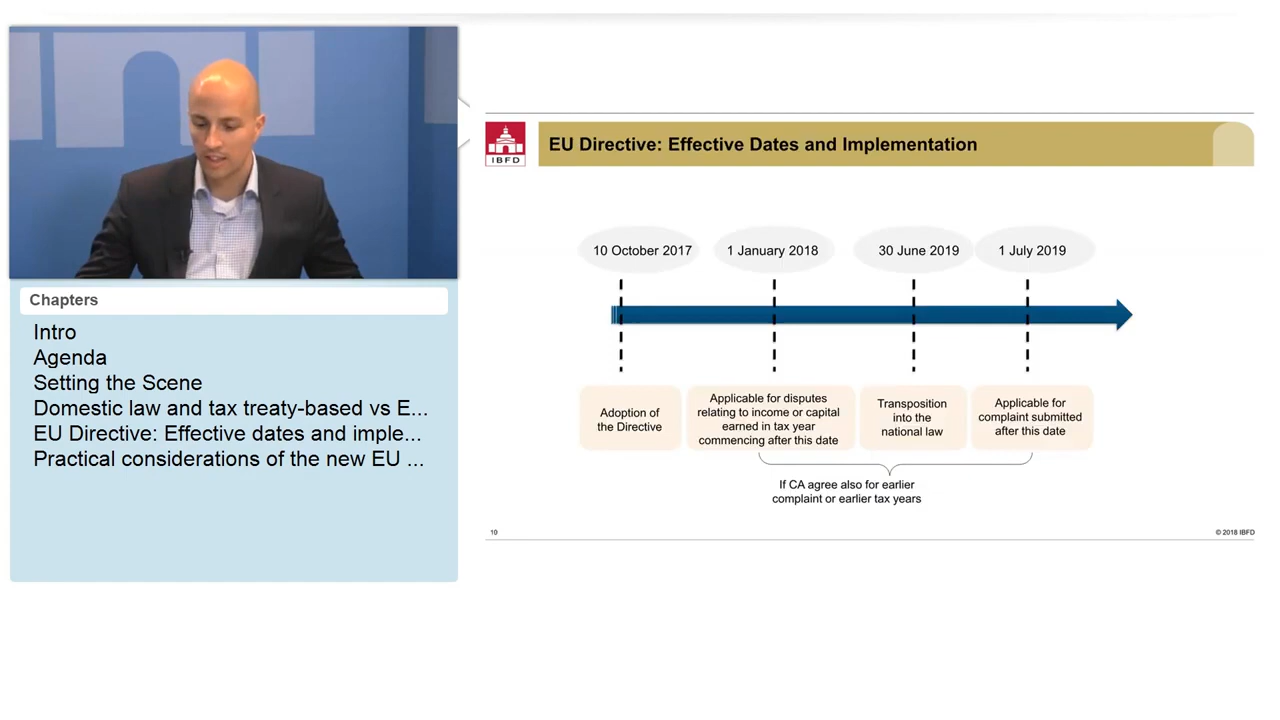 Chapters
Intro
Agenda
Setting the Scene
Domestic law and tax treaty-based vs E...
EU Directive: Effective dates and imple...
Practical considerations of the new EU ...
IBFD
EU Directive: Effective Dates and Implementation
10 October 2017
1 January 2018
30 June 2019
1 July 2019
Adoption of
the Directive
Applicable for disputes
relating to income or capital
earned in tax year
commencing after this date
Transposition
into the
national law
Applicable for
complaint submitted
after this date
If CA agree also for earlier
complaint or earlier tax years
10
© 2018 IBFD